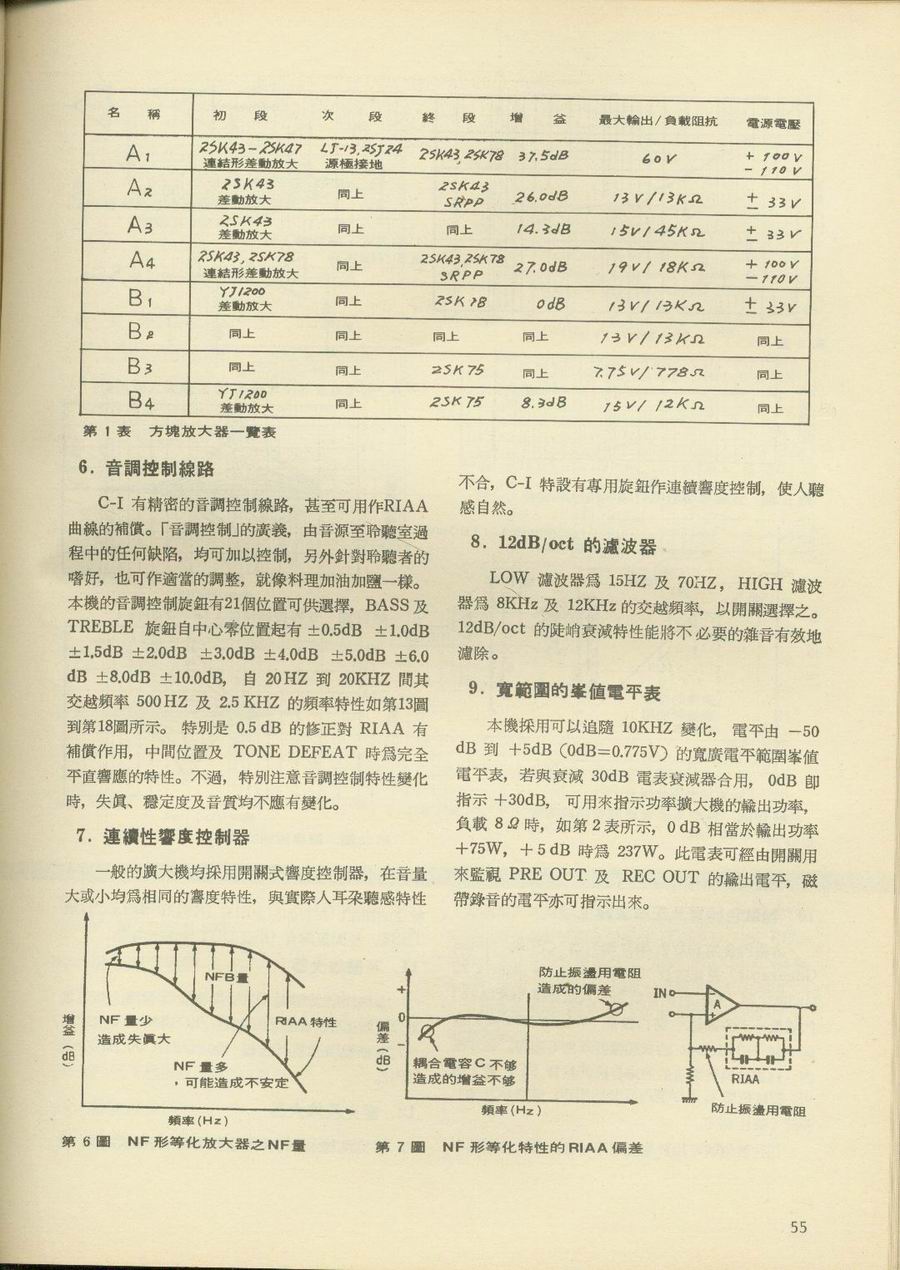 名 稱 初 段 次 段 終 段 增 益 最大輸出/負載阻抗 電源電壓
A1 2SK43-2SK47 連結形差動放大 LJ-13, 2SJ24 源極接地 2SK43, 2SK78 37.5dB 60V + 100V - 110V
A2 2SK43 差動放大 同上 2SK43 SRPP 26.0dB 13V/13KΩ ± 33V
A3 2SK43 差動放大 同上 同上 14.3dB 15V/45KΩ ± 33V
A4 2SK43, 2SK78 連結形差動放大 同上 2SK43, 2SK78 SRPP 27.0dB 19V/18KΩ +100V -110V
B1 YJ1200 差動放大 同上 2SK78 0dB 13V/13KΩ ± 33V
B2 同上 同上 同上 同上 13V/13KΩ 同上
B3 同上 同上 2SK75 同上 7.75V/778Ω 同上
B4 YJ1200 差動放大 同上 2SK75 8.3dB 15V/12KΩ 同上
第1表 方塊放大器一覽表
6. 音調控制線路
C-I 有精密的音調控制線路，甚至可用作RIAA
曲線的補償。「音調控制」的廣義，由音源至聆聽室過
程中的任何缺陷，均可加以控制，另外針對聆聽者的
嗜好，也可作適當的調整，就像料理加油加鹽一樣。
本機的音調控制旋鈕有21個位置可供選擇，BASS及
TREBLE 旋鈕自中心零位置起有 ±0.5dB ±1.0dB
±1.5dB ±2.0dB ±3.0dB ±4.0dB ±5.0dB ±6.0
dB ±8.0dB ±10.0dB，自 20HZ 到 20KHZ 間其
交越頻率 500HZ 及 2.5 KHZ 的頻率特性如第13圖
到第18圖所示。特別是 0.5 dB 的修正對 RIAA 有
補償作用，中間位置及 TONE DEFEAT 時爲完全
平直響應的特性。不過，特別注意音調控制特性變化
時，失眞、穩定度及音質均不應有變化。
7. 連續性響度控制器
一般的濱大機均採用開關式響度控制器，在音量
大或小均爲相同的響度特性，與實際人耳朶聽感特性
不合，C-I 特設有專用旋鈕作連續響度控制，使人聽
感自然。
8. 12dB/oct 的濾波器
LOW 濾波器爲 15HZ 及 70HZ，HIGH 濾波
器爲 8KHz 及 12KHz 的交越頻率，以開關選擇之。
12dB/oct 的陡峭衰減特性能將不必要的雜音有效地
濾除。
9. 寬範圍的峯値電平表
本機採用可以追隨 10KHZ 變化，電平由 -50
dB 到 +5dB（0dB=0.775V）的寬廣電平範圍峯値
電平表，若與衰減 30dB 電表衰減器合用，0dB 卽
指示 +30dB，可用來指示功率擴大機的輸出功率，
負載 8Ω時，如第2表所示，0 dB 相當於輸出功率
+75W，+5 dB 時爲 237W。此電表可經由開關用
來監視 PRE OUT 及 REC OUT 的輸出電平，磁
帶錄音的電平亦可指示出來。
增益(dB)
NFB量
NF 量少
造成失眞大
RIAA特性
NF 量多
，可能造成不安定
頻率(Hz)
第6圖 NF 形等化放大器之NF量
偏差(dB)
+
0
-
防止振盪用電阻
造成的偏差
耦合電容C不够
造成的增益不够
頻率(Hz)
第7圖 NF 形等化特性的RIAA偏差
IN
A
-
+
RIAA
防止振盪用電阻
55